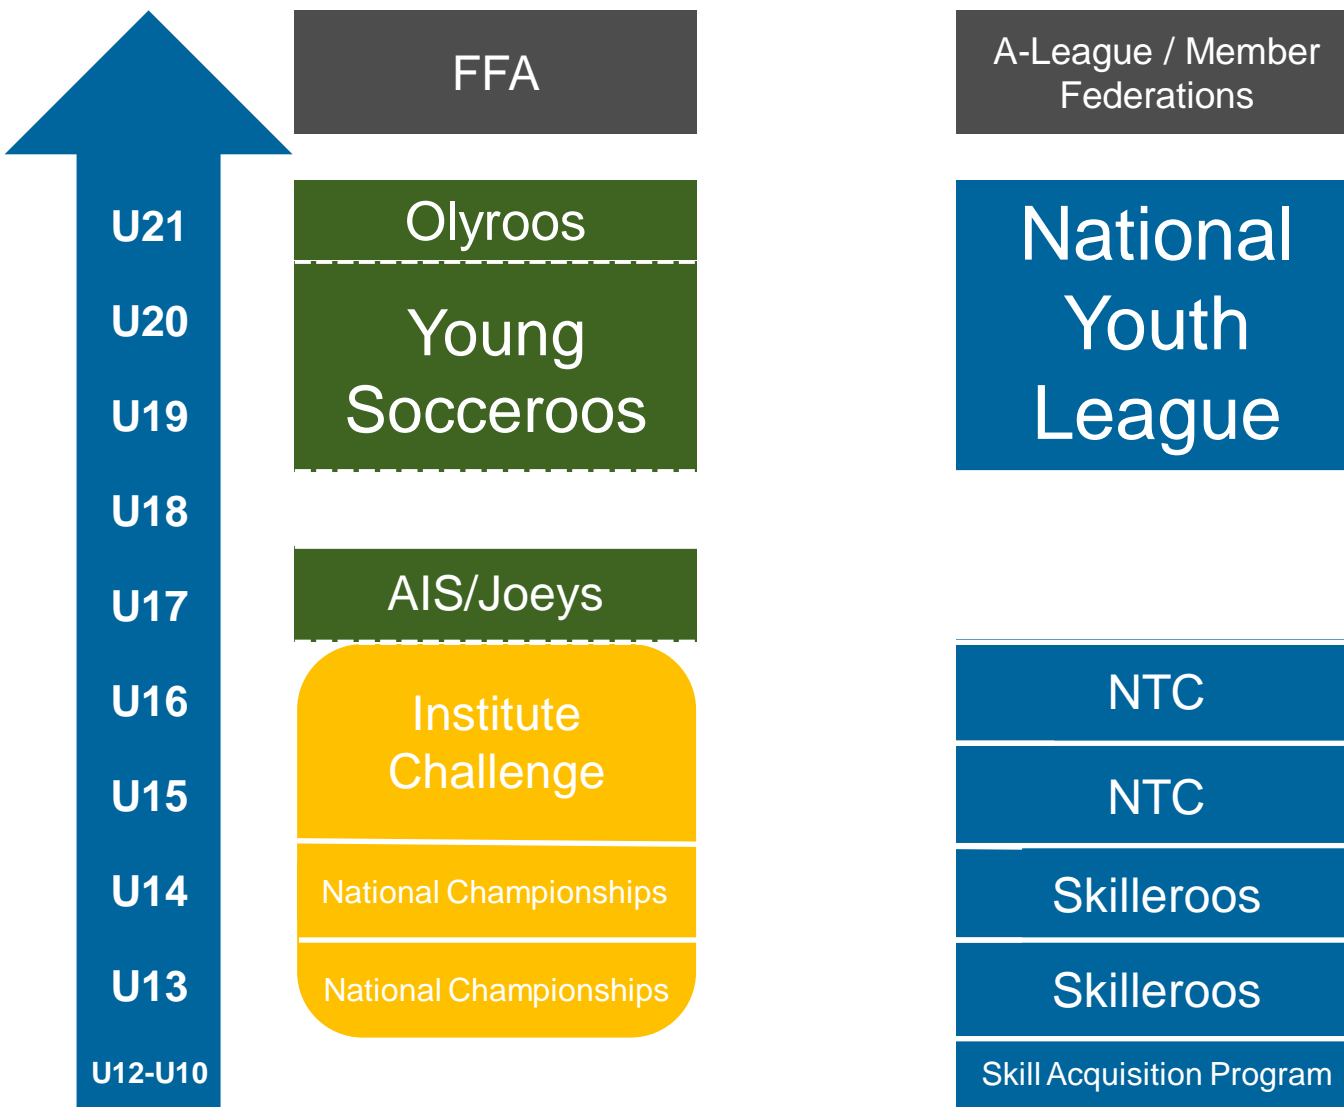 FFA
A-League / Member
Federations
U21
U20
U19
U18
U17
U16
U15
U14
U13
U12-U10
Olyroos
Young
Socceroos
AIS/Joeys
Institute
Challenge
National Championships
National Championships
National
Youth
League
NTC
NTC
Skilleroos
Skilleroos
Skill Acquisition Program